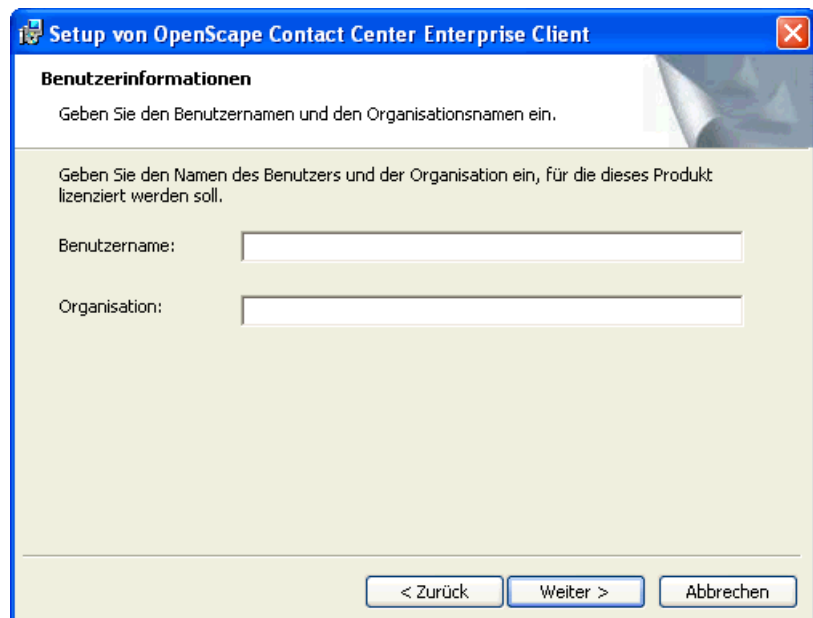 Setup von OpenScape Contact Center Enterprise Client
Benutzerinformationen
Geben Sie den Benutzernamen und den Organisationsnamen ein.
Geben Sie den Namen des Benutzers und der Organisation ein, für die dieses Produkt
lizenziert werden soll.
Benutzername:
Organisation:
< Zurück Weiter > Abbrechen